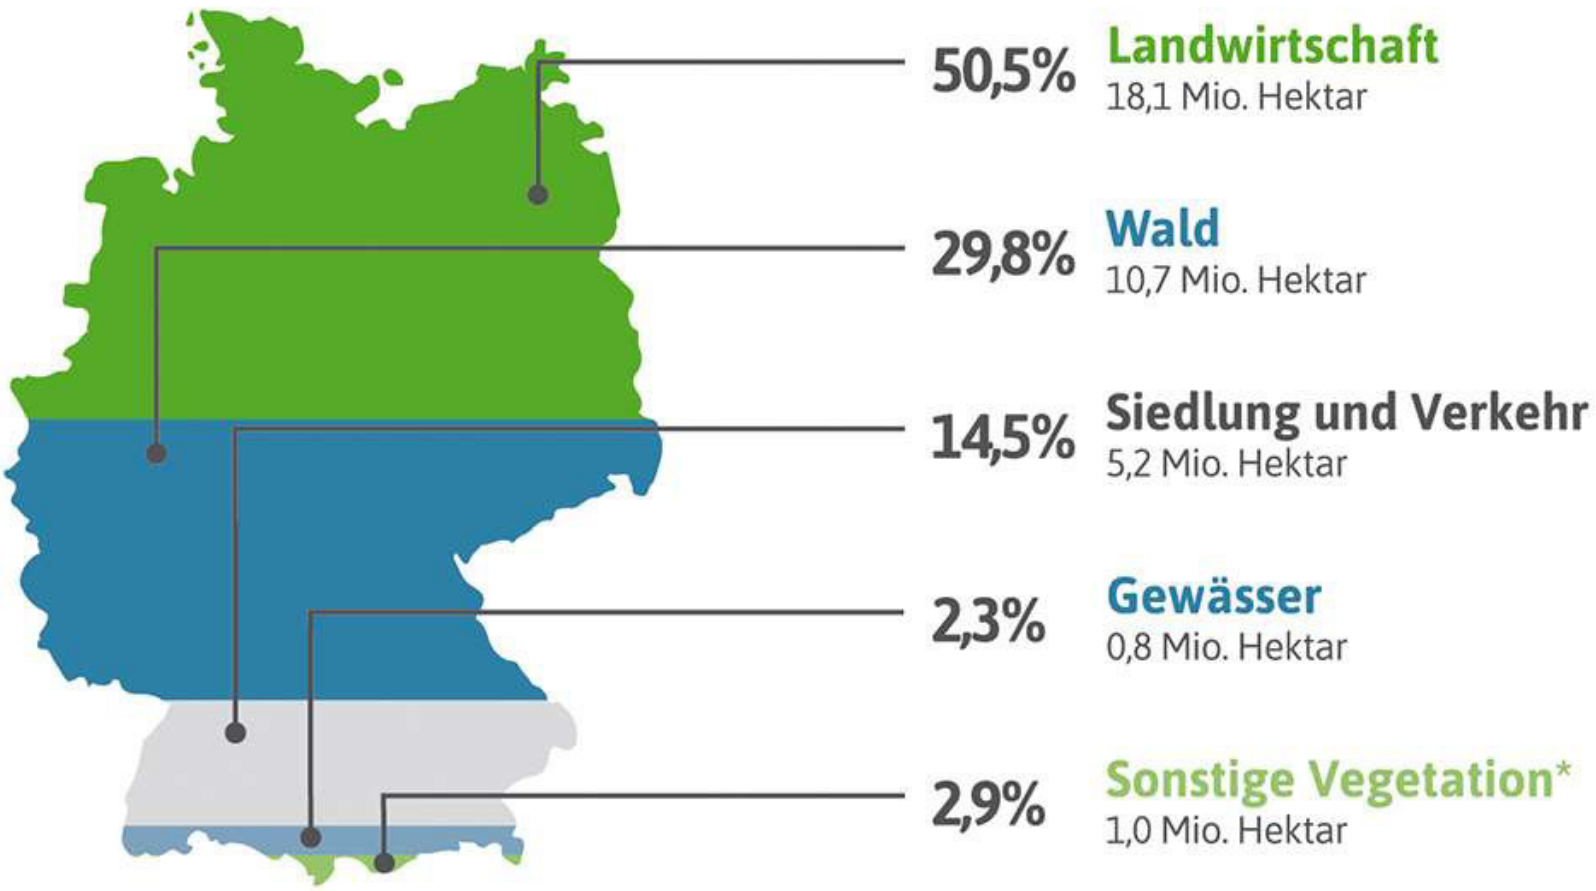 50,5%
Landwirtschaft
18,1 Mio. Hektar
29,8%
Wald
10,7 Mio. Hektar
14,5%
Siedlung und Verkehr
5,2 Mio. Hektar
2,3%
Gewässer
0,8 Mio. Hektar
2,9%
Sonstige Vegetation*
1,0 Mio. Hektar